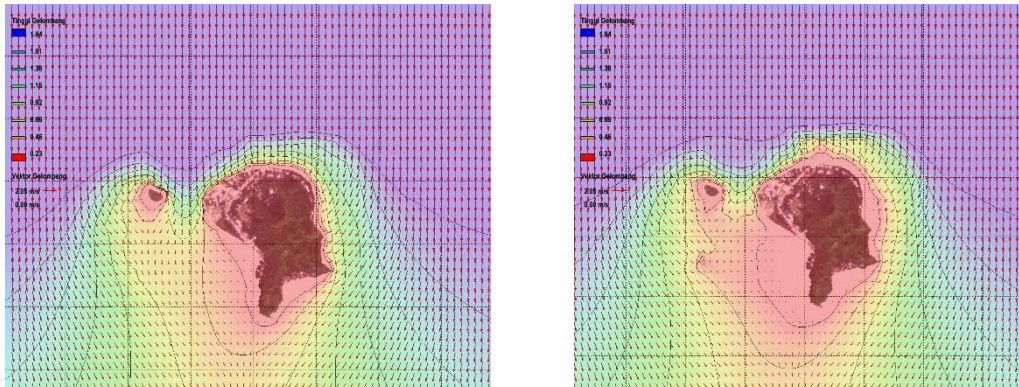 Tinggi Gelombang
1.84
1.61
1.38
1.15
0.92
0.69
0.46
0.23
Vektor Gelombang
2.05 m/s
0.00 m/s
Tinggi Gelombang
1.84
1.61
1.38
1.15
0.92
0.69
0.46
0.23
Vektor Gelombang
2.05 m/s
0.00 m/s